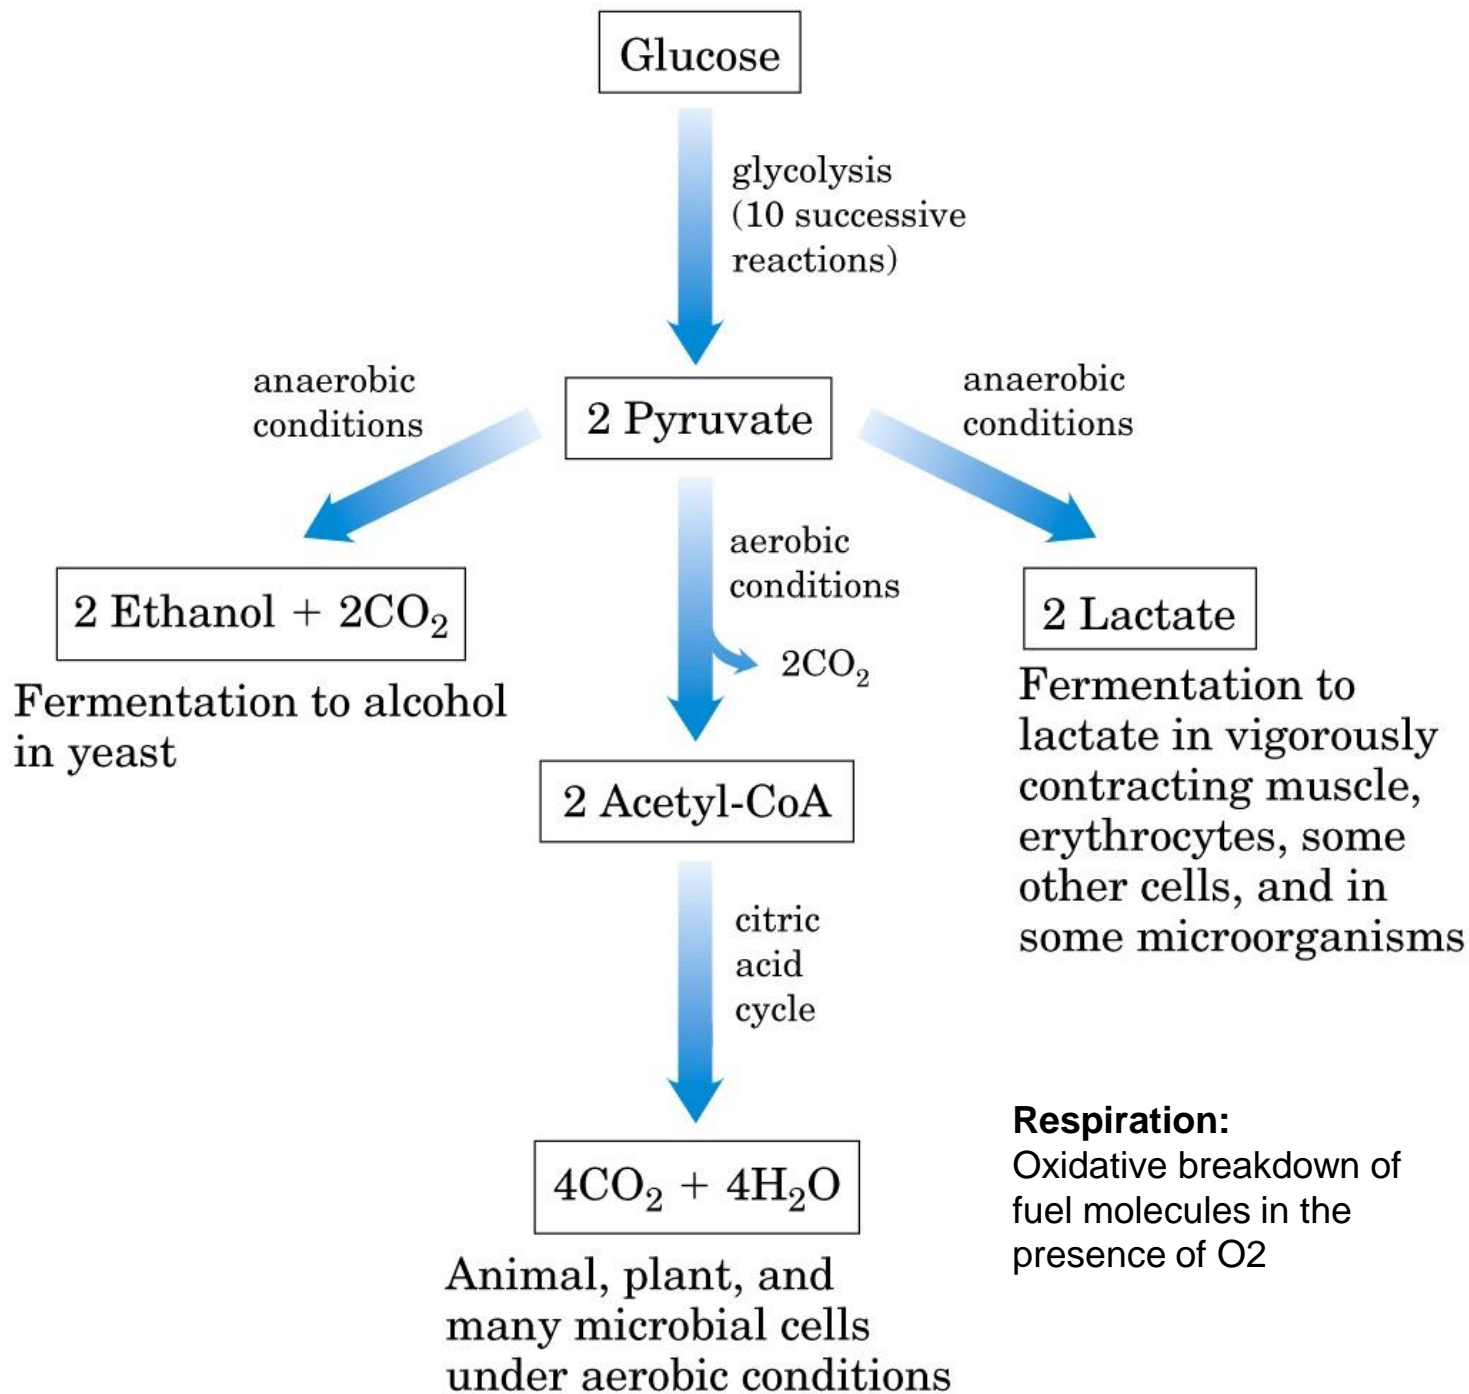 Glucose
glycolysis
(10 successive
reactions)
anaerobic
conditions
2 Pyruvate
anaerobic
conditions
aerobic
conditions
2CO₂
2 Ethanol + 2CO₂
Fermentation to alcohol
in yeast
2 Lactate
Fermentation to
lactate in vigorously
contracting muscle,
erythrocytes, some
other cells, and in
some microorganisms
2 Acetyl-CoA
citric
acid
cycle
4CO₂ + 4H₂O
Animal, plant, and
many microbial cells
under aerobic conditions
Respiration:
Oxidative breakdown of
fuel molecules in the
presence of O2